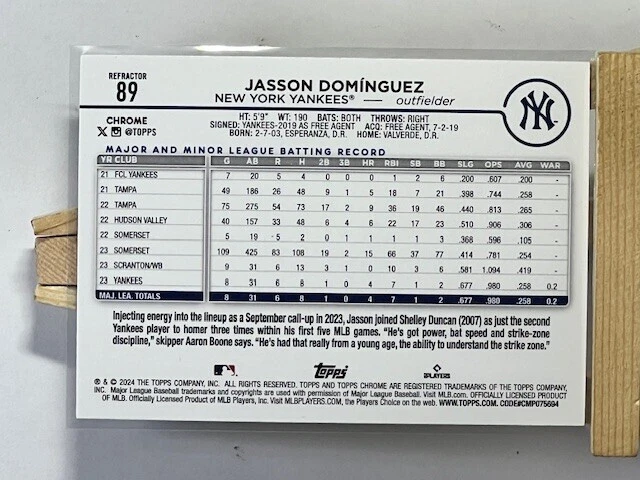 REFRACTOR
89
JASSON DOMÍNGUEZ
NEW YORK YANKEES® — outfielder
NY
CHROME
X @TOPPS
HT: 5'9" WT: 190 BATS: BOTH THROWS: RIGHT
SIGNED: YANKEES-2019 AS FREE AGENT ACQ: FREE AGENT, 7-2-19
BORN: 2-7-03, ESPERANZA, D.R. HOME: VALVERDE, D.R.
MAJOR AND MINOR LEAGUE BATTING RECORD
YR CLUB G AB R H 2B 3B HR RBI SB BB SLG OPS AVG WAR
21 FCL YANKEES 7 20 5 4 0 0 0 1 2 6 .200 .607 .200 -
21 TAMPA 49 186 26 48 9 1 5 18 7 21 .398 .744 .258 -
22 TAMPA 75 275 54 73 17 2 9 36 19 46 .440 .813 .265 -
22 HUDSON VALLEY 40 157 33 48 6 4 6 22 17 23 .510 .906 .306 -
22 SOMERSET 5 19 5 2 0 1 1 1 1 3 .368 .596 .105 -
23 SOMERSET 109 425 83 108 19 2 15 66 37 77 .414 .781 .254 -
23 SCRANTON/WB 9 31 6 13 3 1 0 10 3 6 .581 1.094 .419 -
23 YANKEES 8 31 6 8 1 0 4 7 1 2 .677 .980 .258 0.2
MAJ. LEA. TOTALS 8 31 6 8 1 0 4 7 1 2 .677 .980 .258 0.2
Injecting energy into the lineup as a September call-up in 2023, Jasson joined Shelley Duncan (2007) as just the second
Yankees player to homer three times within his first five MLB games. "He's got power, bat speed and strike-zone
discipline," skipper Aaron Boone says. "He's had that really from a young age, the ability to understand the strike zone."
Topps
PLAYERS
® & © 2024 THE TOPPS COMPANY, INC. ALL RIGHTS RESERVED. TOPPS AND TOPPS CHROME ARE REGISTERED TRADEMARKS OF THE TOPPS COMPANY,
INC. Major League Baseball trademarks and copyrights are used with permission of Major League Baseball. Visit MLB.com. OFFICIALLY LICENSED PRODUCT
OF MLB. Officially Licensed Product of MLB Players, Inc. Visit MLBPLAYERS.COM, the Players Choice on the web. WWW.TOPPS.COM. CODE#CMP075694